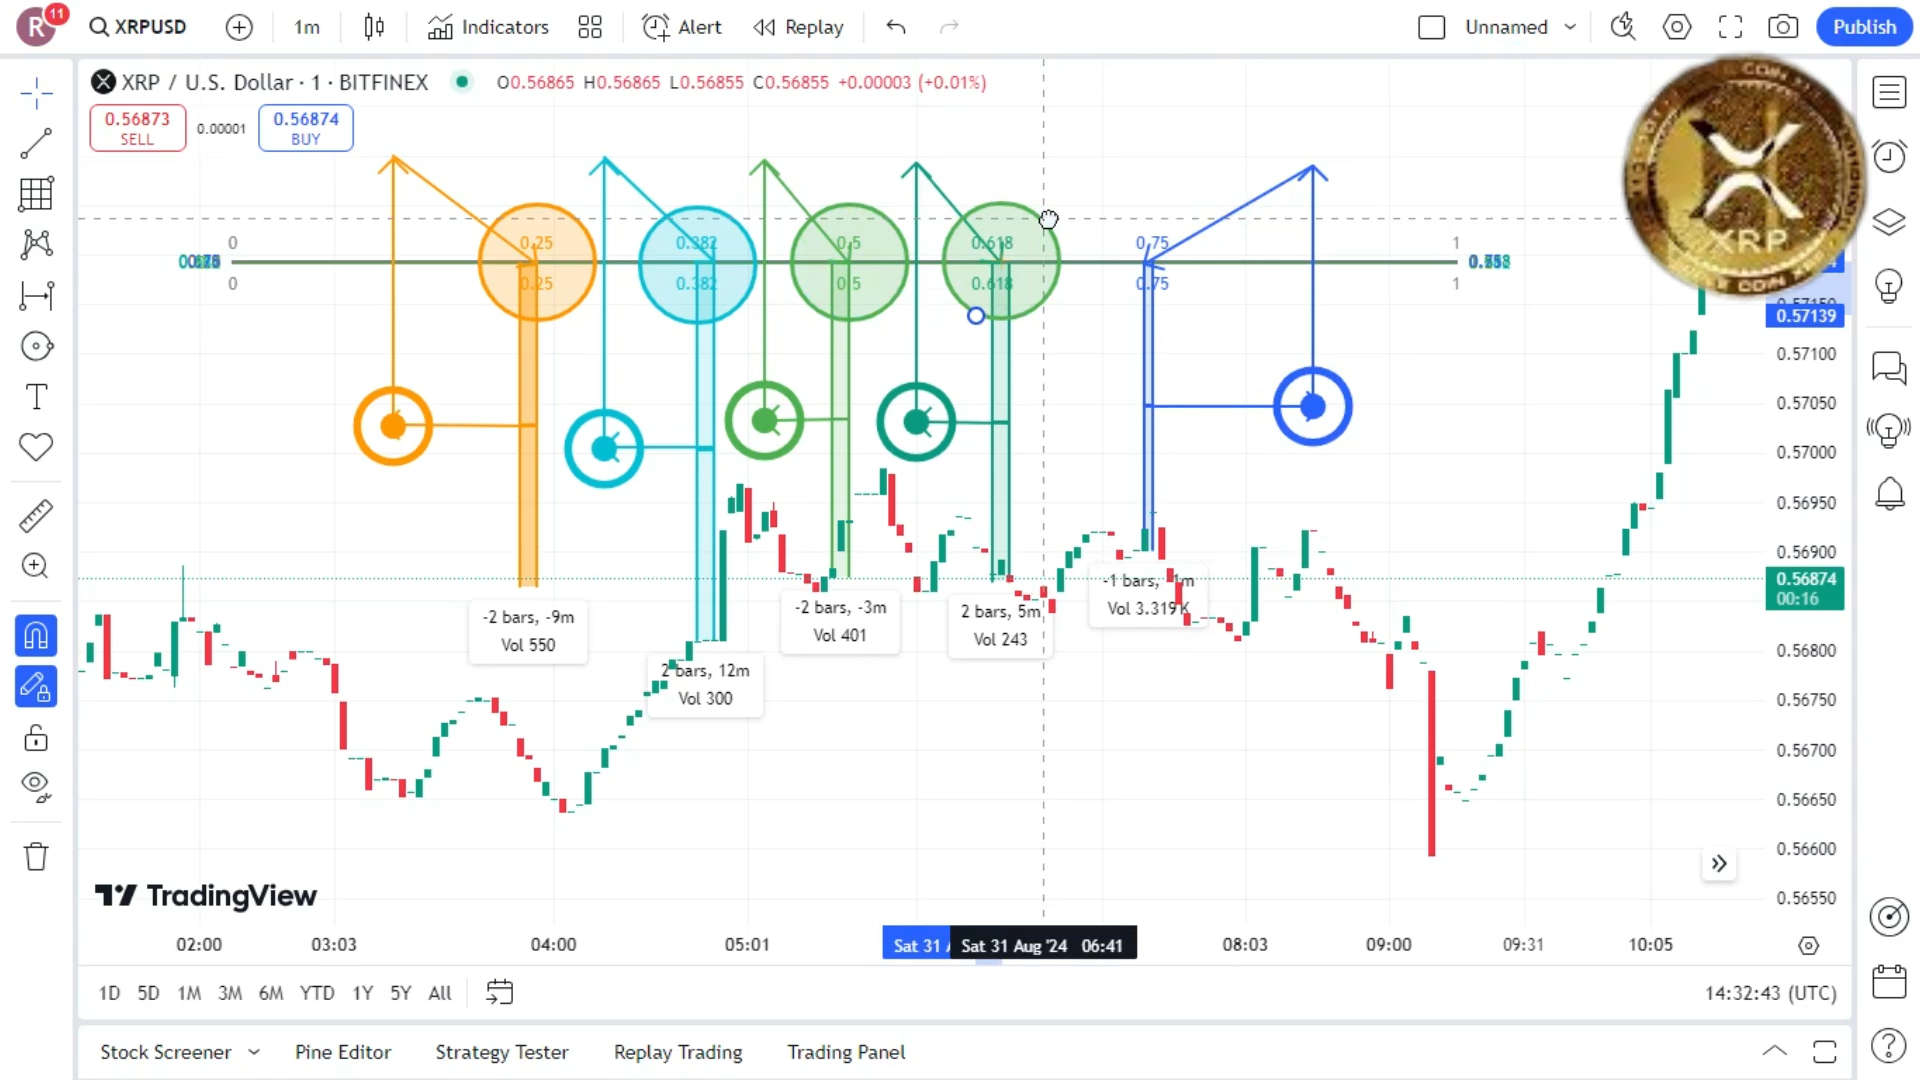 R 11 XRPUSD 1m Indicators Alert Replay Unnamed Publish
XRP / U.S. Dollar · 1 · BITFINEX O0.56865 H0.56865 L0.56855 C0.56855 +0.00003 (+0.01%)
0.56873 SELL 0.00001 0.56874 BUY
XRP
COIN
0 0.25 0.382 0.5 0.618 0.75 1
0 0.25 0.382 0.5 0.618 0.75 1
0.57139
0.57100
0.57050
0.57000
0.56950
0.56900
0.56874
00:16
0.56800
0.56750
0.56700
0.56650
0.56600
0.56550
-2 bars, -9m
Vol 550
2 bars, 12m
Vol 300
-2 bars, -3m
Vol 401
2 bars, 5m
Vol 243
-1 bars, -1m
Vol 3.319K
TradingView
02:00 03:03 04:00 05:01 Sat 31 Sat 31 Aug '24 06:41 08:03 09:00 09:31 10:05
1D 5D 1M 3M 6M YTD 1Y 5Y All 14:32:43 (UTC)
Stock Screener Pine Editor Strategy Tester Replay Trading Trading Panel